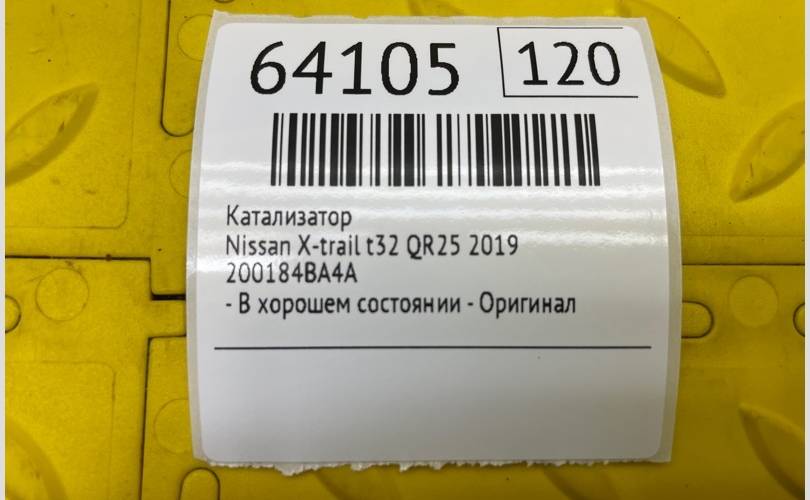 64105 120
Катализатор
Nissan X-trail t32 QR25 2019
200184BA4A
- В хорошем состоянии - Оригинал